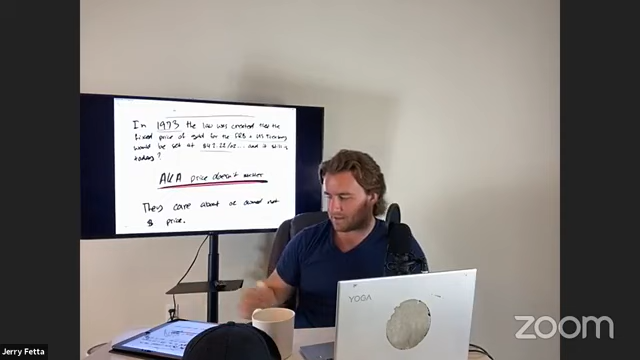 In 1973 the law was created that the
fixed price of gold for the FRB + US Treasury
would be set at $42.22/oz... and it still is
today?
AKA price doesn't matter
They care about oz owned not
$ price.
YOGA
zoom
Jerry Fetta